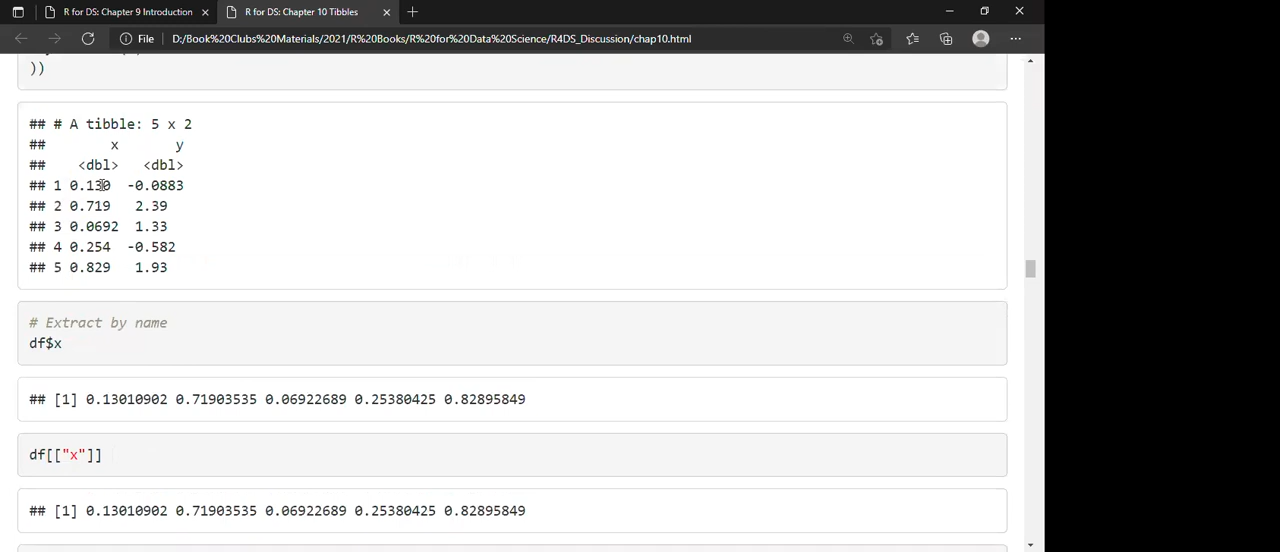 R for DS: Chapter 9 Introduction
R for DS: Chapter 10 Tibbles
File D:/Book%20Clubs%20Materials/2021/R%20Books/R%20for%20Data%20Science/R4DS_Discussion/chap10.html
))
## # A tibble: 5 x 2
##        x       y
##    <dbl>   <dbl>
## 1 0.130  -0.0883
## 2 0.719   2.39
## 3 0.0692  1.33
## 4 0.254  -0.582
## 5 0.829   1.93
# Extract by name
df$x
## [1] 0.13010902 0.71903535 0.06922689 0.25380425 0.82895849
df[["x"]]
## [1] 0.13010902 0.71903535 0.06922689 0.25380425 0.82895849